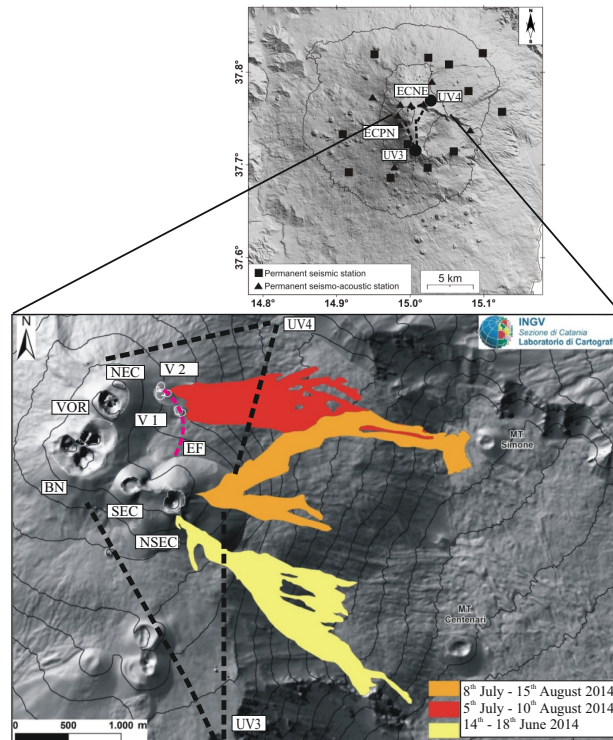 N
37.8°
37.7°
37.6°
ECNE
UV4
ECPN
UV3
Permanent seismic station
Permanent seismo-acoustic station
5 km
14.8°
14.9°
15.0°
15.1°
N
UV4
INGV
Sezione di Catania
Laboratorio di Cartografi
NEC
V 2
VOR
V 1
EF
BN
SEC
NSEC
MT.
Simone
MT.
Centenari
8th July - 15th August 2014
5th July - 10th August 2014
14th - 18th June 2014
0
500
1.000 m
UV3